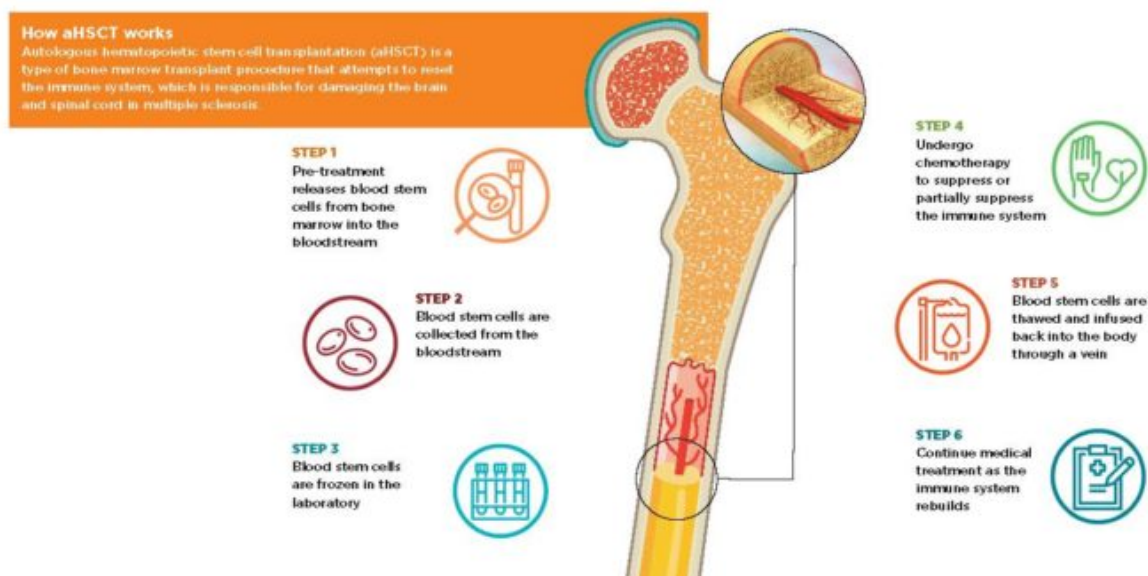 How aHSCT works
Autologous hematopoietic stem cell transplantation (aHSCT) is a
type of bone marrow transplant procedure that attempts to reset
the immune system, which is responsible for damaging the brain
and spinal cord in multiple sclerosis.
STEP 1
Pre-treatment
releases blood stem
cells from bone
marrow into the
bloodstream
STEP 2
Blood stem cells are
collected from the
bloodstream
STEP 3
Blood stem cells
are frozen in the
laboratory
STEP 4
Undergo
chemotherapy
to suppress or
partially suppress
the immune system
STEP 5
Blood stem cells are
thawed and infused
back into the body
through a vein
STEP 6
Continue medical
treatment as the
immune system
rebuilds